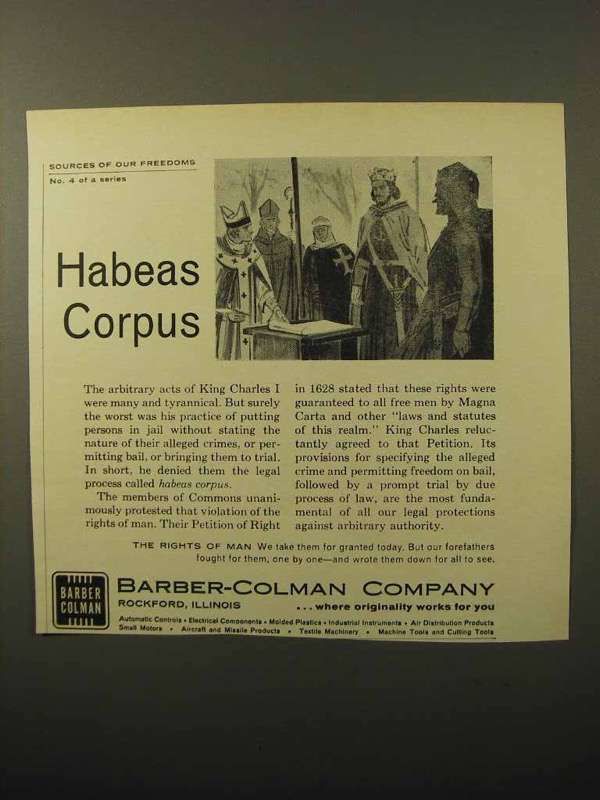 SOURCES OF OUR FREEDOMS
No. 4 of a series
Habeas
Corpus
The arbitrary acts of King Charles I
were many and tyrannical. But surely
the worst was his practice of putting
persons in jail without stating the
nature of their alleged crimes, or per-
mitting bail, or bringing them to trial.
In short, he denied them the legal
process called habeas corpus.
The members of Commons unani-
mously protested that violation of the
rights of man. Their Petition of Right
in 1628 stated that these rights were
guaranteed to all free men by Magna
Carta and other "laws and statutes
of this realm." King Charles reluc-
tantly agreed to that Petition. Its
provisions for specifying the alleged
crime and permitting freedom on bail,
followed by a prompt trial by due
process of law, are the most funda-
mental of all our legal protections
against arbitrary authority.
THE RIGHTS OF MAN We take them for granted today. But our forefathers
fought for them, one by one—and wrote them down for all to see.
BARBER
COLMAN
BARBER-COLMAN COMPANY
ROCKFORD, ILLINOIS
...where originality works for you
Automatic Controls • Electrical Components • Molded Plastics • Industrial Instruments • Air Distribution Products
Small Motors • Aircraft and Missile Products • Textile Machinery • Machine Tools and Cutting Tools